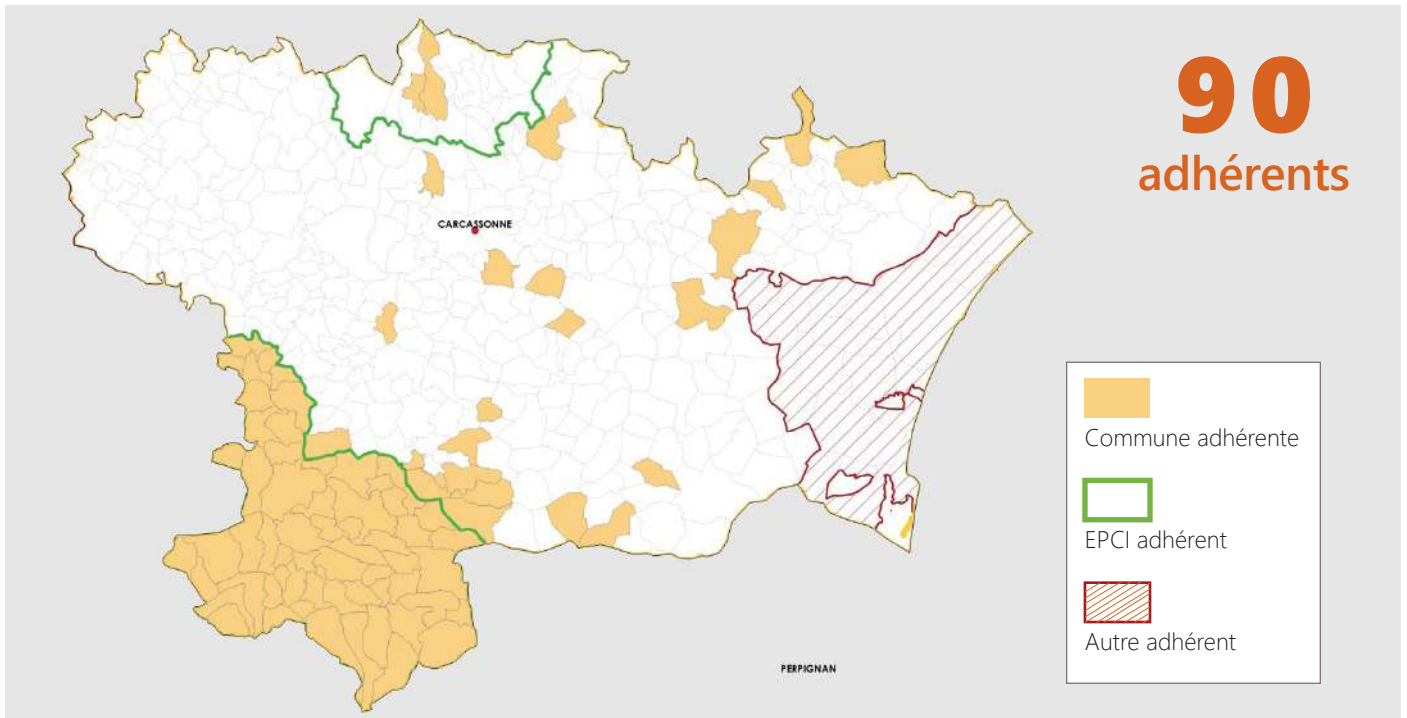 90
adhérents
CARCASSONNE
Commune adhérente
EPCI adhérent
Autre adhérent
PERPIGNAN